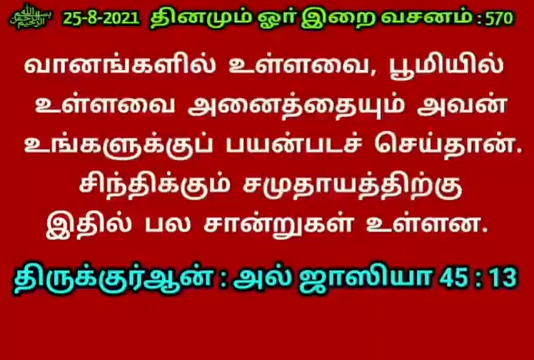 ﷽ 25-8-2021 தினமும் ஓர் இறை வசனம் : 570
வானங்களில் உள்ளவை, பூமியில்
உள்ளவை அனைத்தையும் அவன்
உங்களுக்குப் பயன்படச் செய்தான்.
சிந்திக்கும் சமுதாயத்திற்கு
இதில் பல சான்றுகள் உள்ளன.
திருக்குர்ஆன் : அல் ஜாஸியா 45 : 13